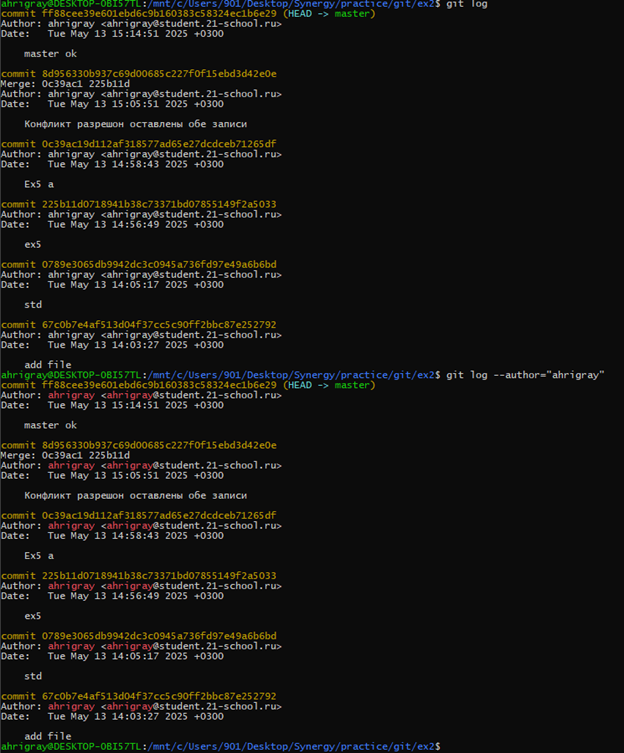 ahrigray@DESKTOP-OBI57TL:/mnt/c/Users/901/Desktop/Synergy/practice/git/ex2$ git log
commit ff88cee39e601ebd6c9b160383c58324ec1b6e29 (HEAD -> master)
Author: ahrigray <ahrigray@student.21-school.ru>
Date:   Tue May 13 15:14:51 2025 +0300
    master ok
commit 8d956330b937c69d00685c227f0f15ebd3d42e0e
Merge: 0c39ac1 225b11d
Author: ahrigray <ahrigray@student.21-school.ru>
Date:   Tue May 13 15:05:51 2025 +0300
    Конфликт разрешон оставлены обе записи
commit 0c39ac19d112af318577ad65e27dcdceb71265df
Author: ahrigray <ahrigray@student.21-school.ru>
Date:   Tue May 13 14:58:43 2025 +0300
    Ex5 a
commit 225b11d0718941b38c73371bd07855149f2a5033
Author: ahrigray <ahrigray@student.21-school.ru>
Date:   Tue May 13 14:56:49 2025 +0300
    ex5
commit 0789e3065db9942dc3c0945a736fd97e49a6b6bd
Author: ahrigray <ahrigray@student.21-school.ru>
Date:   Tue May 13 14:05:17 2025 +0300
    std
commit 67c0b7e4af513d04f37cc5c90ff2bbc87e252792
Author: ahrigray <ahrigray@student.21-school.ru>
Date:   Tue May 13 14:03:27 2025 +0300
    add file
ahrigray@DESKTOP-OBI57TL:/mnt/c/Users/901/Desktop/Synergy/practice/git/ex2$ git log --author="ahrigray"
commit ff88cee39e601ebd6c9b160383c58324ec1b6e29 (HEAD -> master)
Author: ahrigray <ahrigray@student.21-school.ru>
Date:   Tue May 13 15:14:51 2025 +0300
    master ok
commit 8d956330b937c69d00685c227f0f15ebd3d42e0e
Merge: 0c39ac1 225b11d
Author: ahrigray <ahrigray@student.21-school.ru>
Date:   Tue May 13 15:05:51 2025 +0300
    Конфликт разрешон оставлены обе записи
commit 0c39ac19d112af318577ad65e27dcdceb71265df
Author: ahrigray <ahrigray@student.21-school.ru>
Date:   Tue May 13 14:58:43 2025 +0300
    Ex5 a
commit 225b11d0718941b38c73371bd07855149f2a5033
Author: ahrigray <ahrigray@student.21-school.ru>
Date:   Tue May 13 14:56:49 2025 +0300
    ex5
commit 0789e3065db9942dc3c0945a736fd97e49a6b6bd
Author: ahrigray <ahrigray@student.21-school.ru>
Date:   Tue May 13 14:05:17 2025 +0300
    std
commit 67c0b7e4af513d04f37cc5c90ff2bbc87e252792
Author: ahrigray <ahrigray@student.21-school.ru>
Date:   Tue May 13 14:03:27 2025 +0300
    add file
ahrigray@DESKTOP-OBI57TL:/mnt/c/Users/901/Desktop/Synergy/practice/git/ex2$